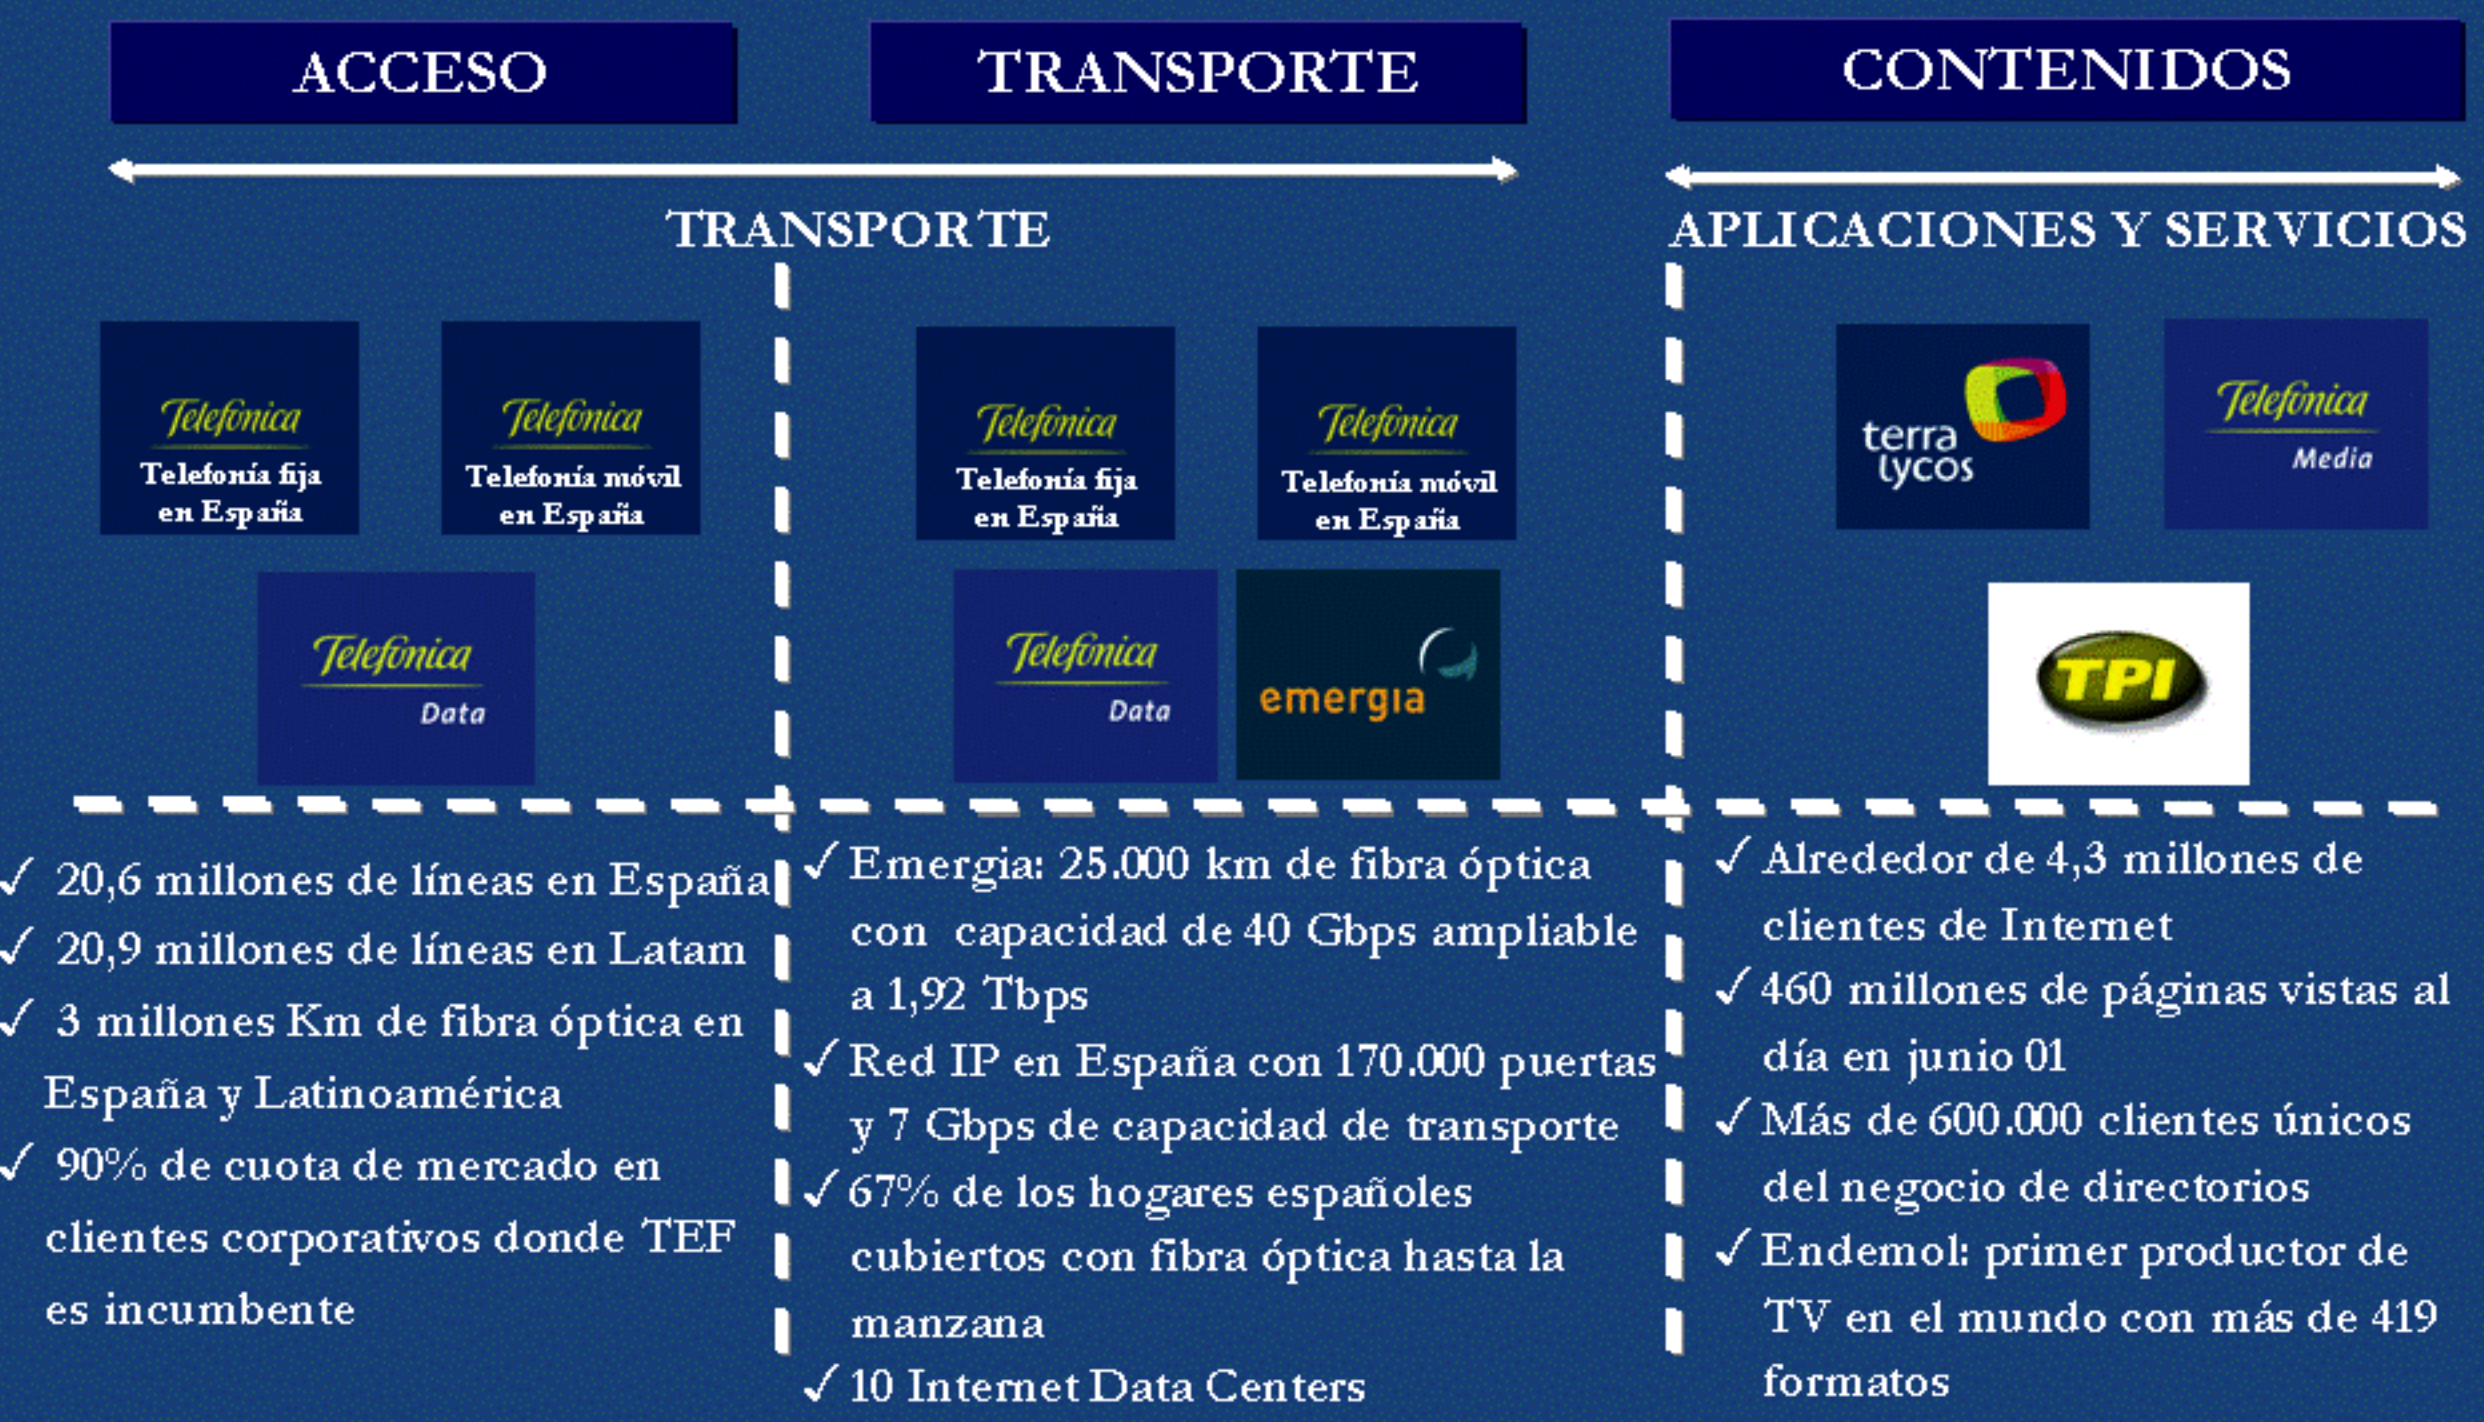 ACCESO
TRANSPORTE
CONTENIDOS
TRANSPORTE
APLICACIONES Y SERVICIOS
Telefónica
Telefonía fija
en España
Telefónica
Telefonía móvil
en España
Telefónica
Data
Telefónica
Telefonía fija
en España
Telefónica
Telefonía móvil
en España
Telefónica
Data
emergia
terra
lycos
Telefónica
Media
TPI
✓ 20,6 millones de líneas en España
✓ 20,9 millones de líneas en Latam
✓ 3 millones Km de fibra óptica en
España y Latinoamérica
✓ 90% de cuota de mercado en
clientes corporativos donde TEF
es incumbente
✓ Emergia: 25.000 km de fibra óptica
con capacidad de 40 Gbps ampliable
a 1,92 Tbps
✓ Red IP en España con 170.000 puertas
y 7 Gbps de capacidad de transporte
✓ 67% de los hogares españoles
cubiertos con fibra óptica hasta la
manzana
✓ 10 Internet Data Centers
✓ Alrededor de 4,3 millones de
clientes de Internet
✓ 460 millones de páginas vistas al
día en junio 01
✓ Más de 600.000 clientes únicos
del negocio de directorios
✓ Endemol: primer productor de
TV en el mundo con más de 419
formatos